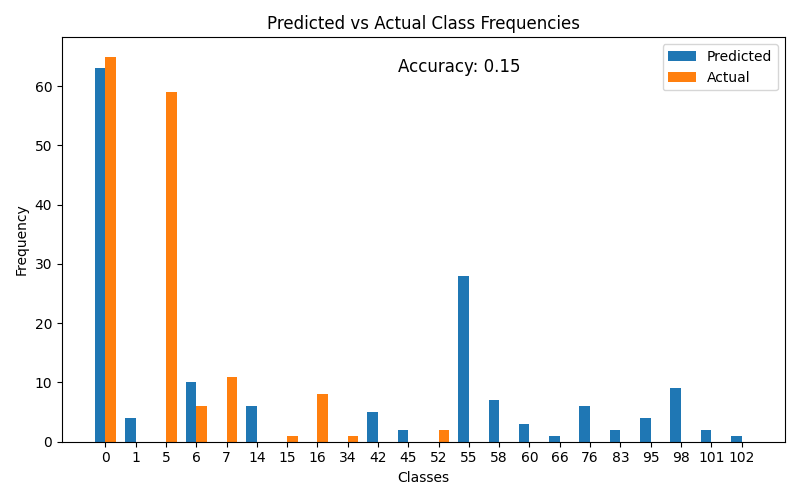 Predicted vs Actual Class Frequencies
Accuracy: 0.15
Predicted
Actual
Frequency
60
50
40
30
20
10
0
0 1 5 6 7 14 15 16 34 42 45 52 55 58 60 66 76 83 95 98 101 102
Classes